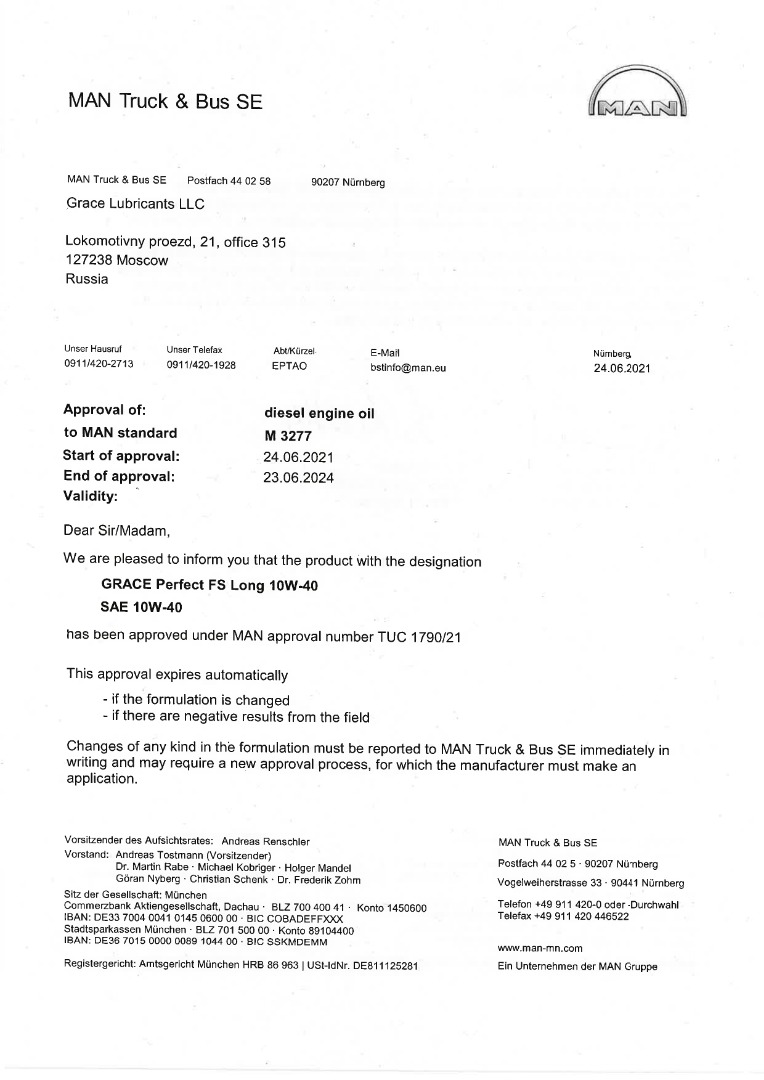 MAN Truck & Bus SE
MAN
MAN Truck & Bus SE Postfach 44 02 58 90207 Nürnberg
Grace Lubricants LLC
Lokomotivny proezd, 21, office 315
127238 Moscow
Russia
Unser Hausruf Unser Telefax Abt/Kürzel E-Mail Nürnberg,
0911/420-2713 0911/420-1928 EPTAO bstinfo@man.eu 24.06.2021
Approval of: diesel engine oil
to MAN standard M 3277
Start of approval: 24.06.2021
End of approval: 23.06.2024
Validity:
Dear Sir/Madam,
We are pleased to inform you that the product with the designation
GRACE Perfect FS Long 10W-40
SAE 10W-40
has been approved under MAN approval number TUC 1790/21
This approval expires automatically
- if the formulation is changed
- if there are negative results from the field
Changes of any kind in the formulation must be reported to MAN Truck & Bus SE immediately in
writing and may require a new approval process, for which the manufacturer must make an
application.
Vorsitzender des Aufsichtsrates: Andreas Renschler
Vorstand: Andreas Tostmann (Vorsitzender)
Dr. Martin Rabe · Michael Kobriger · Holger Mandel
Göran Nyberg · Christian Schenk · Dr. Frederik Zohm
Sitz der Gesellschaft: München
Commerzbank Aktiengesellschaft, Dachau · BLZ 700 400 41 · Konto 1450600
IBAN: DE33 7004 0041 0145 0600 00 · BIC COBADEFFXXX
Stadtsparkassen München · BLZ 701 500 00 · Konto 89104400
IBAN: DE36 7015 0000 0089 1044 00 · BIC SSKMDEMM
Registergericht: Amtsgericht München HRB 86 963 | USt-IdNr. DE811125281
MAN Truck & Bus SE
Postfach 44 02 5 · 90207 Nürnberg
Vogelweiherstrasse 33 · 90441 Nürnberg
Telefon +49 911 420-0 oder -Durchwahl
Telefax +49 911 420 446522
www.man-mn.com
Ein Unternehmen der MAN Gruppe